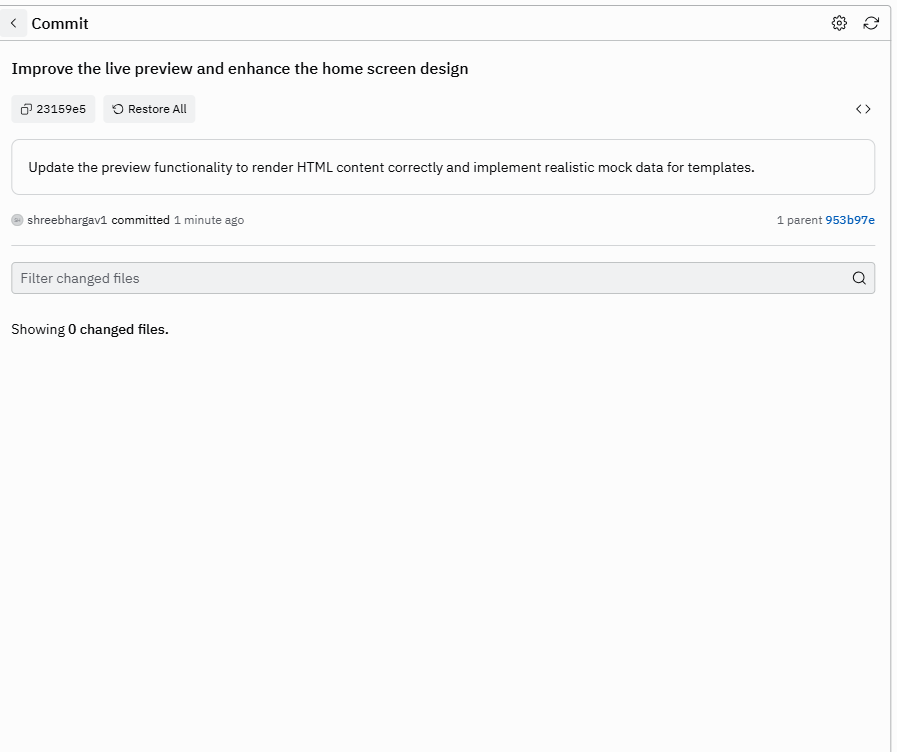 Commit
Improve the live preview and enhance the home screen design
23159e5 Restore All
Update the preview functionality to render HTML content correctly and implement realistic mock data for templates.
shreebhargav1 committed 1 minute ago 1 parent 953b97e
Filter changed files
Showing 0 changed files.